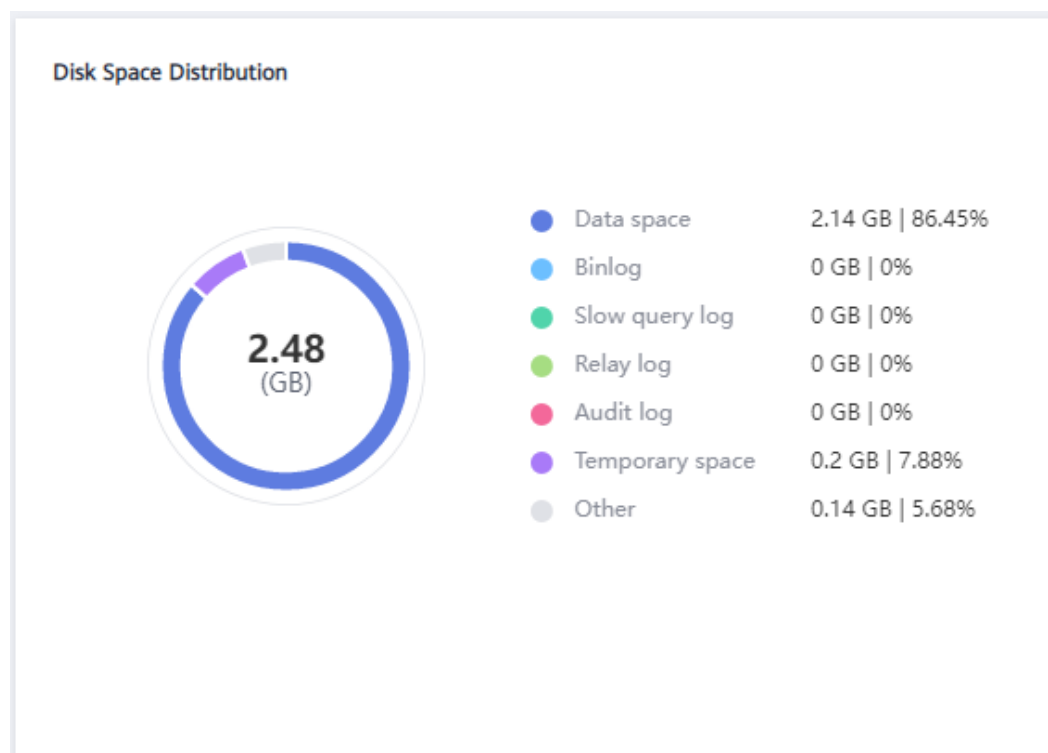 Disk Space Distribution
2.48
(GB)
Data space 2.14 GB | 86.45%
Binlog 0 GB | 0%
Slow query log 0 GB | 0%
Relay log 0 GB | 0%
Audit log 0 GB | 0%
Temporary space 0.2 GB | 7.88%
Other 0.14 GB | 5.68%